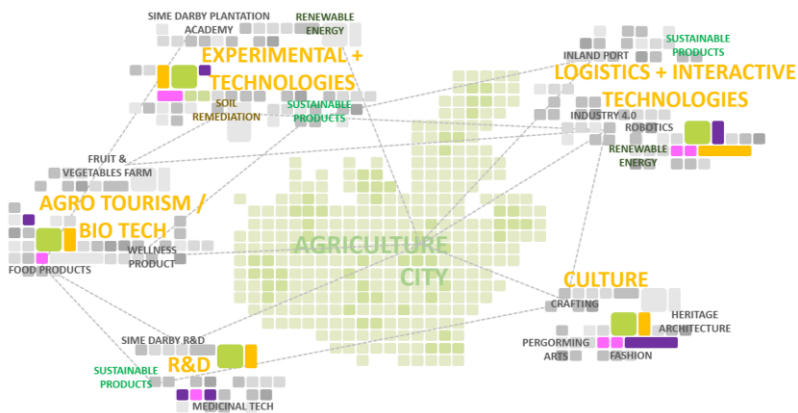 SIME DARBY PLANTATION
ACADEMY
RENEWABLE
ENERGY
EXPERIMENTAL +
TECHNOLOGIES
SOIL
REMEDIATION
SUSTAINABLE
PRODUCTS
INLAND PORT
SUSTAINABLE
PRODUCTS
LOGISTICS + INTERACTIVE
TECHNOLOGIES
INDUSTRY 4.0
ROBOTICS
RENEWABLE
ENERGY
FRUIT &
VEGETABLES FARM
AGRO TOURISM /
BIO TECH
WELLNESS
PRODUCT
FOOD PRODUCTS
AGRICULTURE
CITY
CULTURE
CRAFTING
HERITAGE
ARCHITECTURE
PERGORMING
ARTS
FASHION
SIME DARBY R&D
R&D
SUSTAINABLE
PRODUCTS
MEDICINAL TECH